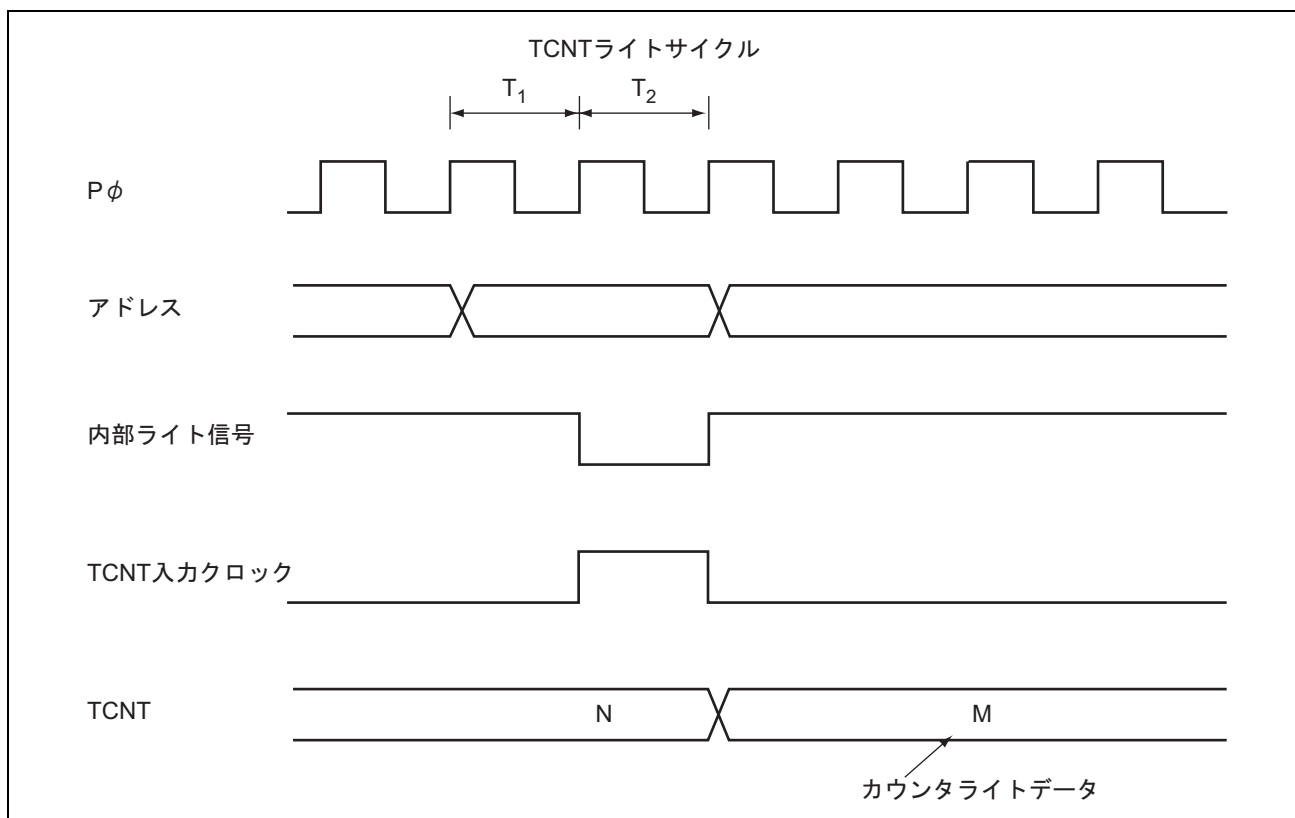 TCNTライトサイクル
T1 T2
Pφ
アドレス
内部ライト信号
TCNT入力クロック
TCNT N M
カウンタライトデータ